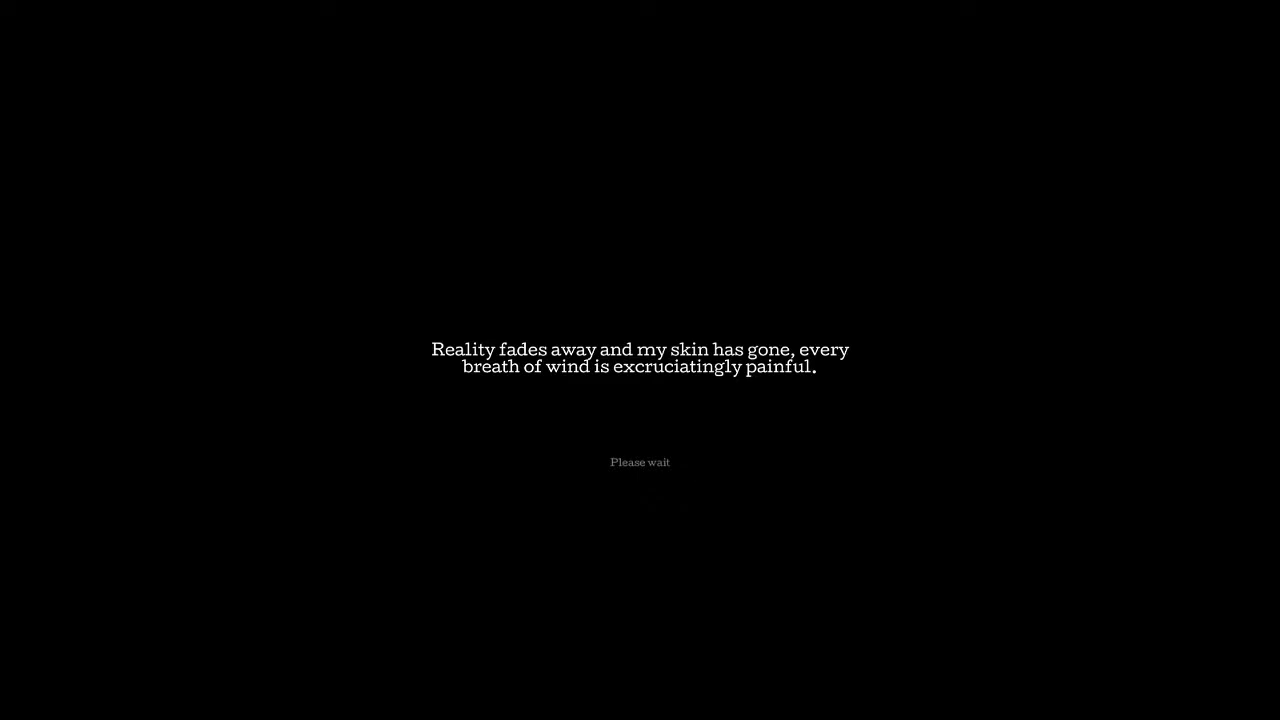 Reality fades away and my skin has gone, every
breath of wind is excruciatingly painful.
Please wait